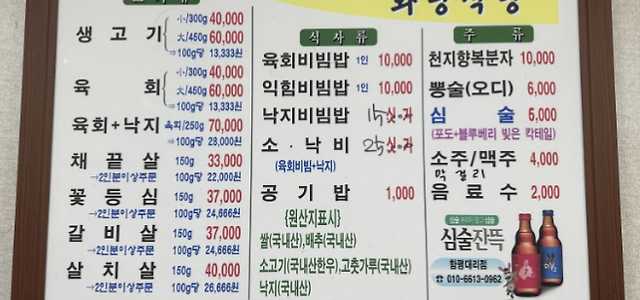 생고기 小/300g 40,000
大/450g 60,000
⇒100g당 13,333원
육회 小/300g 40,000
大/450g 60,000
⇒100g당 13,333원
육회+낙지 육회/250g 70,000
⇒100g당 28,000원
채끝살 150g 33,000
→2인분이상주문 100g당 22,000원
꽃등심 150g 37,000
→2인분이상주문 100g당 24,666원
갈비살 150g 37,000
→2인분이상주문 100g당 24,666원
살치살 150g 40,000
→2인분이상주문 100g당 26,666원
식사류
육회비빔밥 1인 10,000
익힘비빔밥 1인 10,000
낙지비빔밥 15 싯가
소·낙비 25 싯가
(육회비빔+낙지)
공기밥 1,000
{원산지표시}
쌀(국내산), 배추(국내산)
소고기(국내산한우), 고춧가루(국내산)
낙지(국내산)
주류
천지향복분자 10,000
뽕술(오디) 6,000
심술 5,000
(포도+블루베리 빚은 칵테일)
소주/맥주 4,000
막걸리
음료수 2,000
심술잔뜩
함평대리점
010-6613-0962